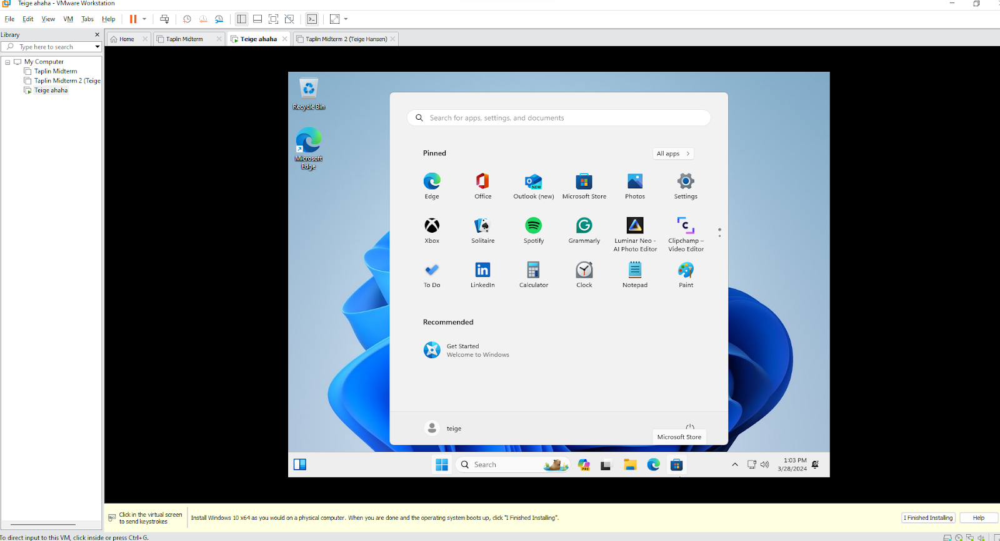 Teige ahaha - VMware Workstation
File Edit View VM Tabs Help
Library
Type here to search
Home
Taplin Midterm
Teige ahaha
Taplin Midterm 2 (Teige Hansen)
My Computer
Taplin Midterm
Taplin Midterm 2 (Teige
Teige ahaha
Recycle Bin
Microsoft
Edge
Search for apps, settings, and documents
Pinned
All apps
Edge
Office
Outlook (new)
Microsoft Store
Photos
Settings
Xbox
Solitaire
Spotify
Grammarly
Luminar Neo -
AI Photo Editor
Clipchamp –
Video Editor
To Do
LinkedIn
Calculator
Clock
Notepad
Paint
Recommended
Get Started
Welcome to Windows
teige
Microsoft Store
Search
1:03 PM
3/28/2024
Click in the virtual screen
to send keystrokes
Install Windows 10 x64 as you would on a physical computer. When you are done and the operating system boots up, click "I Finished Installing".
I Finished Installing
Help
To direct input to this VM, click inside or press Ctrl+G.